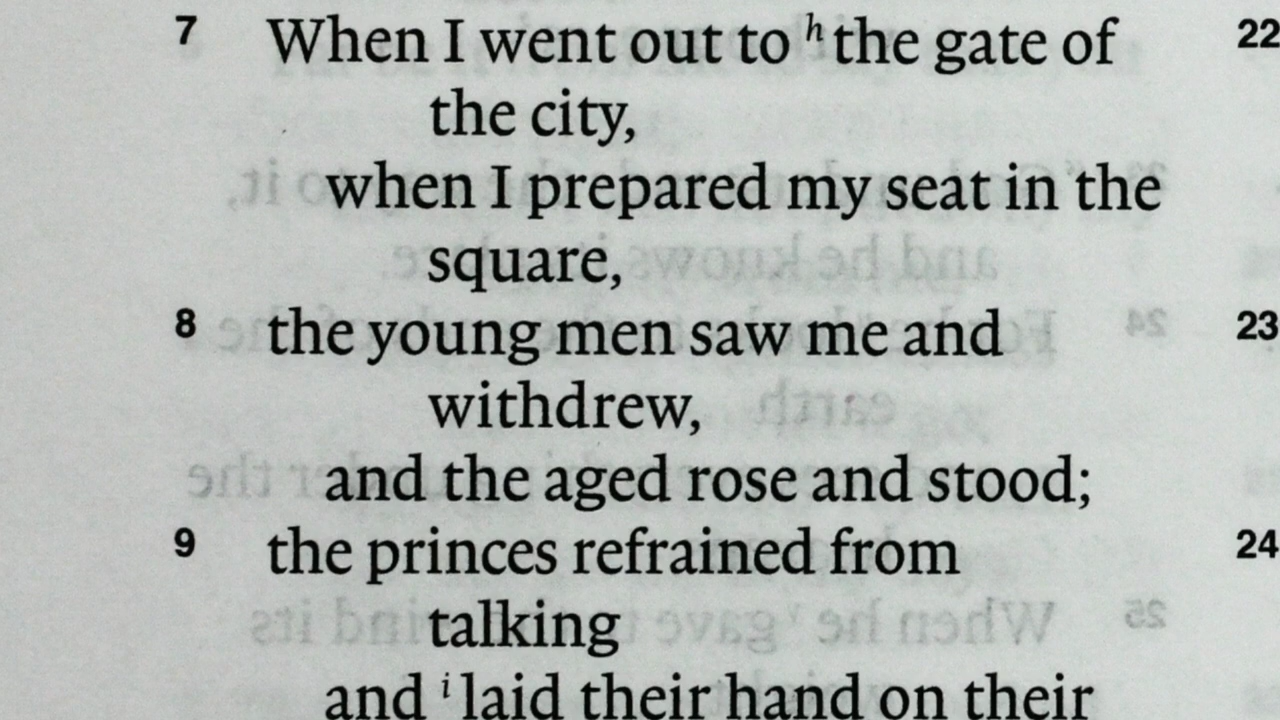 7 When I went out to h the gate of
the city,
when I prepared my seat in the
square,
8 the young men saw me and
withdrew,
and the aged rose and stood;
9 the princes refrained from
talking
and i laid their hand on their
22
23
24